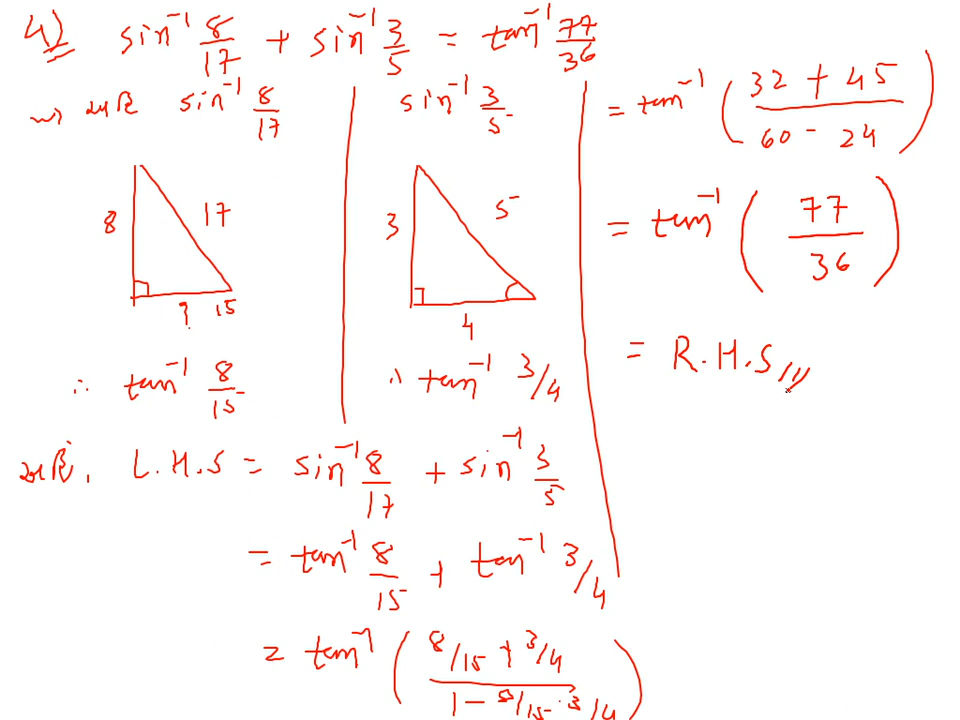 4) sin⁻¹ 8/17 + sin⁻¹ 3/5 = tan⁻¹ 77/36
sin⁻¹ 8/17
8
17
? 15
∴ tan⁻¹ 8/15
sin⁻¹ 3/5
3
5
4
∴ tan⁻¹ 3/4
L.H.S = sin⁻¹ 8/17 + sin⁻¹ 3/5
= tan⁻¹ 8/15 + tan⁻¹ 3/4
= tan⁻¹ ( (8/15 + 3/4) / (1 - 8/15 · 3/4) )
= tan⁻¹ ( (32 + 45) / (60 - 24) )
= tan⁻¹ ( 77/36 )
= R.H.S